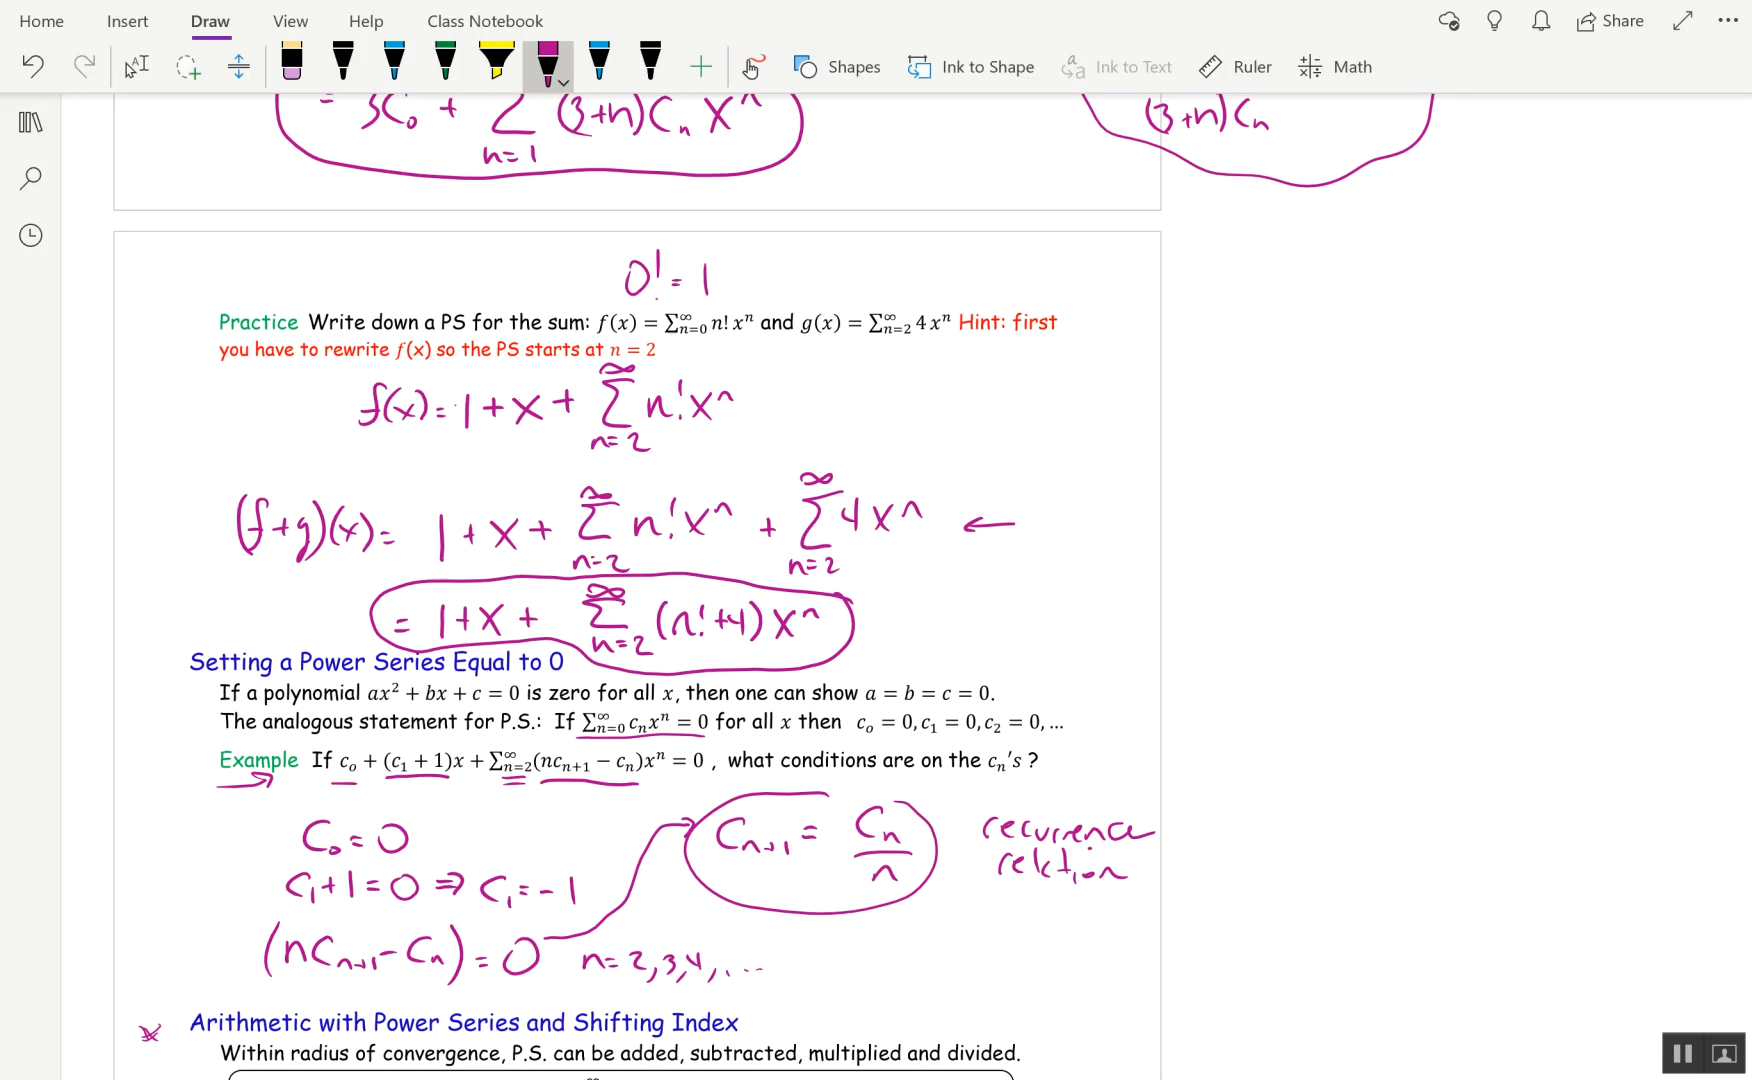 Home Insert Draw View Help Class Notebook
Share
Shapes Ink to Shape Ink to Text Ruler Math
= 3C₀ + ∑ n=1 (3+n)Cₙ xⁿ
(3+n)Cₙ
0! = 1
Practice Write down a PS for the sum: f(x) = ∑_{n=0}^∞ n! xⁿ and g(x) = ∑_{n=2}^∞ 4 xⁿ Hint: first
you have to rewrite f(x) so the PS starts at n = 2
f(x) = 1 + x + ∑_{n=2}^∞ n! xⁿ
(f+g)(x) = 1 + x + ∑_{n=2}^∞ n! xⁿ + ∑_{n=2}^∞ 4xⁿ ←
= 1 + x + ∑_{n=2}^∞ (n!+4) xⁿ
Setting a Power Series Equal to 0
If a polynomial ax² + bx + c = 0 is zero for all x, then one can show a = b = c = 0.
The analogous statement for P.S.: If ∑_{n=0}^∞ cₙxⁿ = 0 for all x then cₒ = 0, c₁ = 0, c₂ = 0, ...
Example If cₒ + (c₁ + 1)x + ∑_{n=2}^∞ (nc_{n+1} − cₙ)xⁿ = 0 , what conditions are on the cₙ's ?
C₀ = 0
C₁ + 1 = 0 ⇒ C₁ = -1
(nC_{n+1} - Cₙ) = 0 n = 2,3,4,...
C_{n+1} = Cₙ/n
recurrence
relation
Arithmetic with Power Series and Shifting Index
Within radius of convergence, P.S. can be added, subtracted, multiplied and divided.